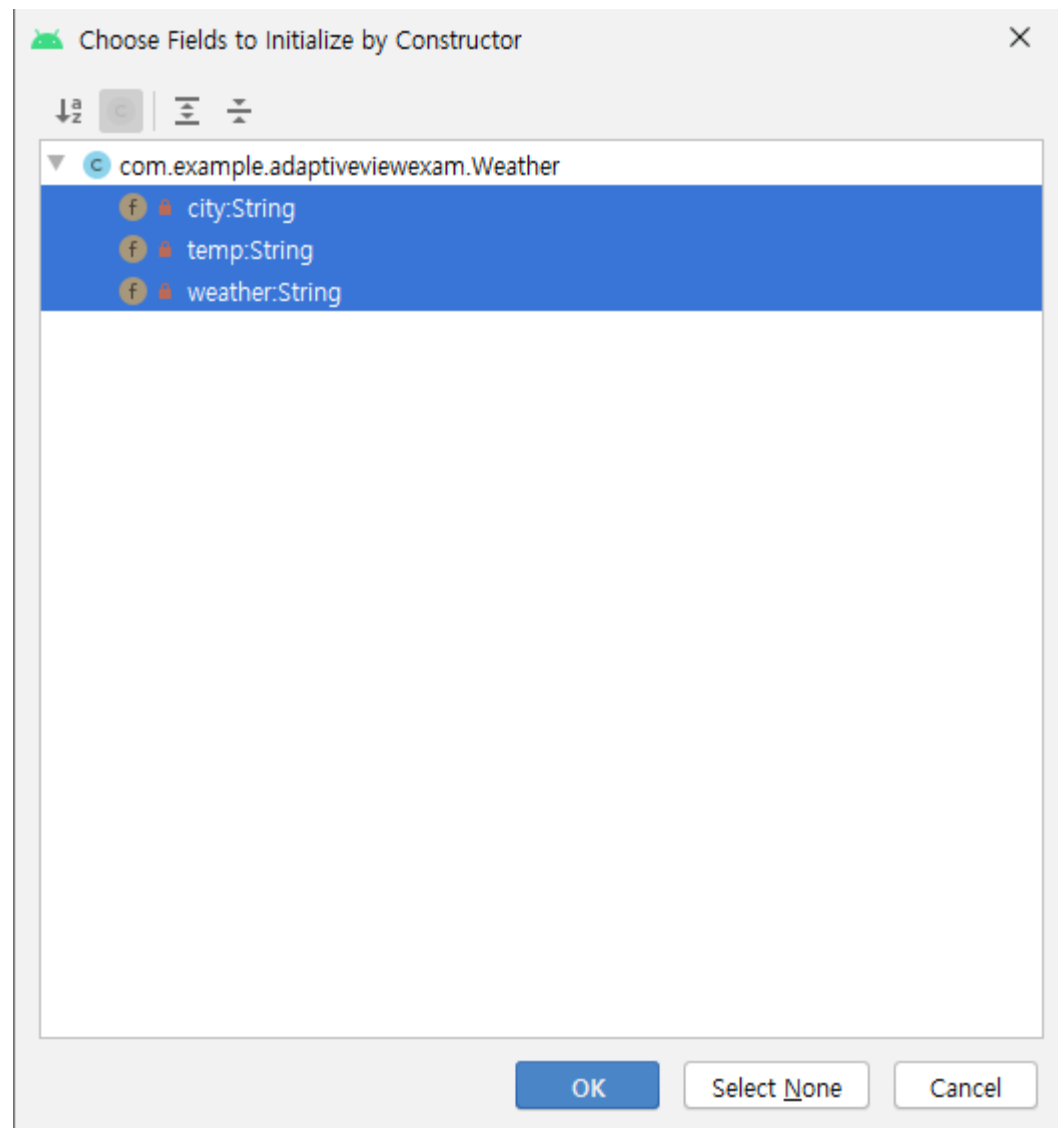 Choose Fields to Initialize by Constructor
com.example.adaptiveviewexam.Weather
city:String
temp:String
weather:String
OK Select None Cancel